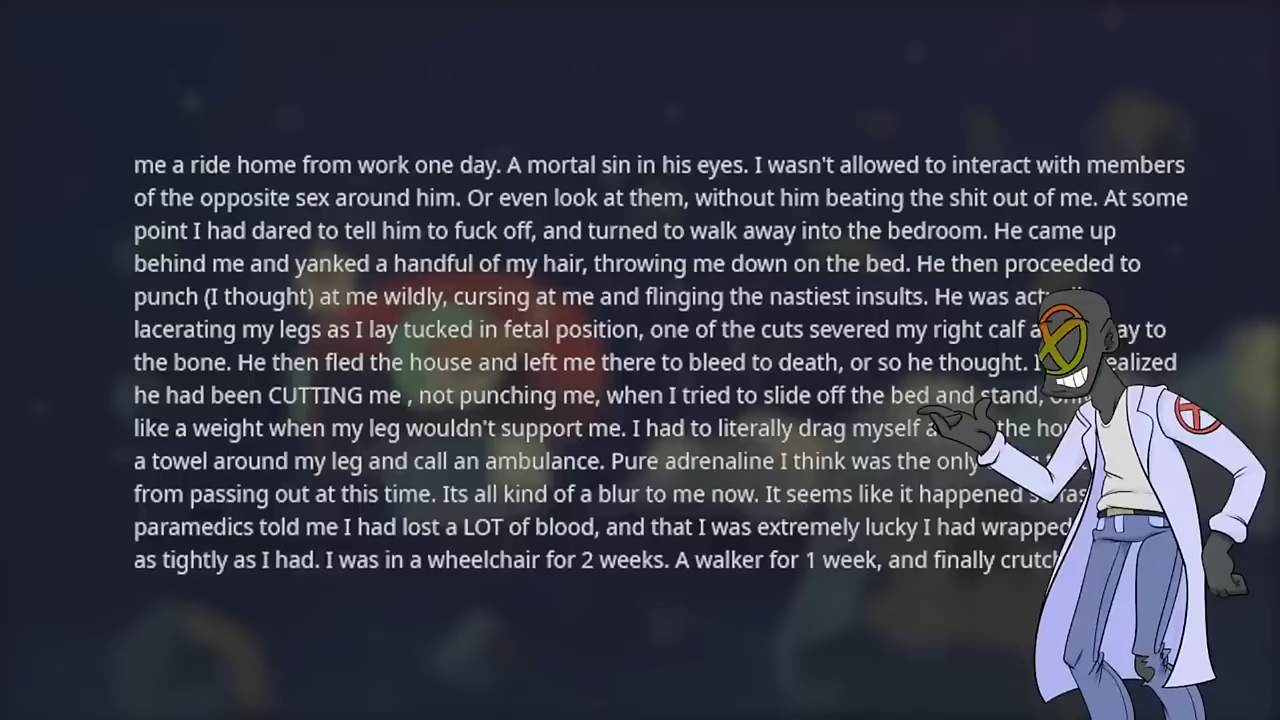 me a ride home from work one day. A mortal sin in his eyes. I wasn't allowed to interact with members
of the opposite sex around him. Or even look at them, without him beating the shit out of me. At some
point I had dared to tell him to fuck off, and turned to walk away into the bedroom. He came up
behind me and yanked a handful of my hair, throwing me down on the bed. He then proceeded to
punch (I thought) at me wildly, cursing at me and flinging the nastiest insults. He was
lacerating my legs as I lay tucked in fetal position, one of the cuts severed my right calf to
the bone. He then fled the house and left me there to bleed to death, or so he thought. I
he had been CUTTING me , not punching me, when I tried to slide off the bed and stand,
like a weight when my leg wouldn't support me. I had to literally drag myself the
a towel around my leg and call an ambulance. Pure adrenaline I think was the only
from passing out at this time. Its all kind of a blur to me now. It seems like it happened
paramedics told me I had lost a LOT of blood, and that I was extremely lucky I had wrapped
as tightly as I had. I was in a wheelchair for 2 weeks. A walker for 1 week, and finally